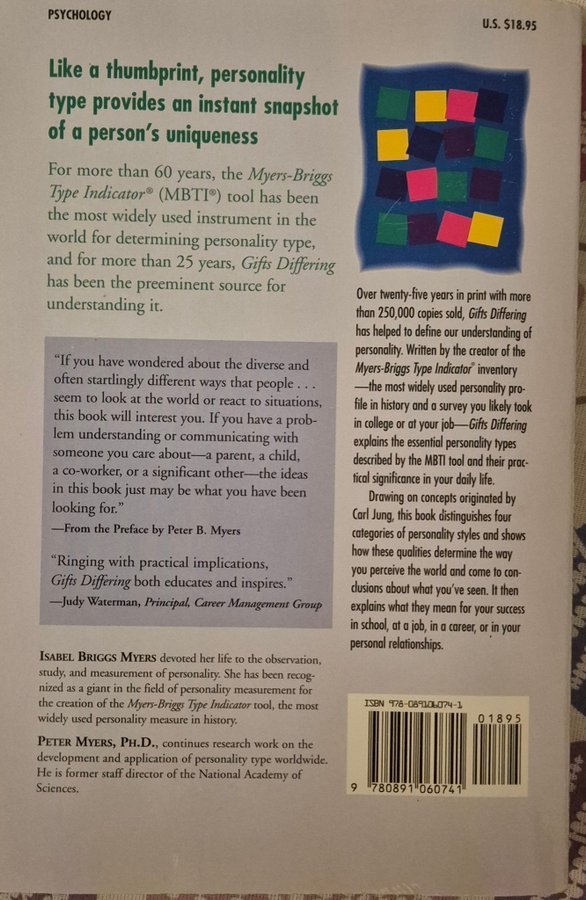 PSYCHOLOGY
U.S. $18.95
Like a thumbprint, personality
type provides an instant snapshot
of a person's uniqueness
For more than 60 years, the Myers-Briggs
Type Indicator® (MBTI®) tool has been
the most widely used instrument in the
world for determining personality type,
and for more than 25 years, Gifts Differing
has been the preeminent source for
understanding it.
"If you have wondered about the diverse and
often startlingly different ways that people . . .
seem to look at the world or react to situations,
this book will interest you. If you have a prob-
lem understanding or communicating with
someone you care about—a parent, a child,
a co-worker, or a significant other—the ideas
in this book just may be what you have been
looking for."
—From the Preface by Peter B. Myers
"Ringing with practical implications,
Gifts Differing both educates and inspires."
—Judy Waterman, Principal, Career Management Group
ISABEL BRIGGS MYERS devoted her life to the observation,
study, and measurement of personality. She has been recog-
nized as a giant in the field of personality measurement for
the creation of the Myers-Briggs Type Indicator tool, the most
widely used personality measure in history.
PETER MYERS, PH.D., continues research work on the
development and application of personality type worldwide.
He is former staff director of the National Academy of
Sciences.
Over twenty-five years in print with more
than 250,000 copies sold, Gifts Differing
has helped to define our understanding of
personality. Written by the creator of the
Myers-Briggs Type Indicator® inventory
—the most widely used personality pro-
file in history and a survey you likely took
in college or at your job—Gifts Differing
explains the essential personality types
described by the MBTI tool and their prac-
tical significance in your daily life.
Drawing on concepts originated by
Carl Jung, this book distinguishes four
categories of personality styles and shows
how these qualities determine the way
you perceive the world and come to con-
clusions about what you've seen. It then
explains what they mean for your success
in school, at a job, in a career, or in your
personal relationships.
ISBN 978-089106074-1
01895
9 780891 060741